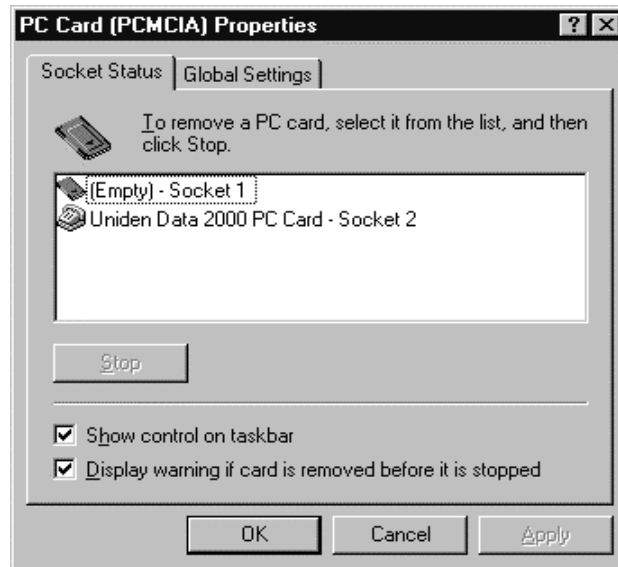 PC Card (PCMCIA) Properties
Socket Status
Global Settings
To remove a PC card, select it from the list, and then
click Stop.
(Empty) - Socket 1
Uniden Data 2000 PC Card - Socket 2
Stop
Show control on taskbar
Display warning if card is removed before it is stopped
OK
Cancel
Apply